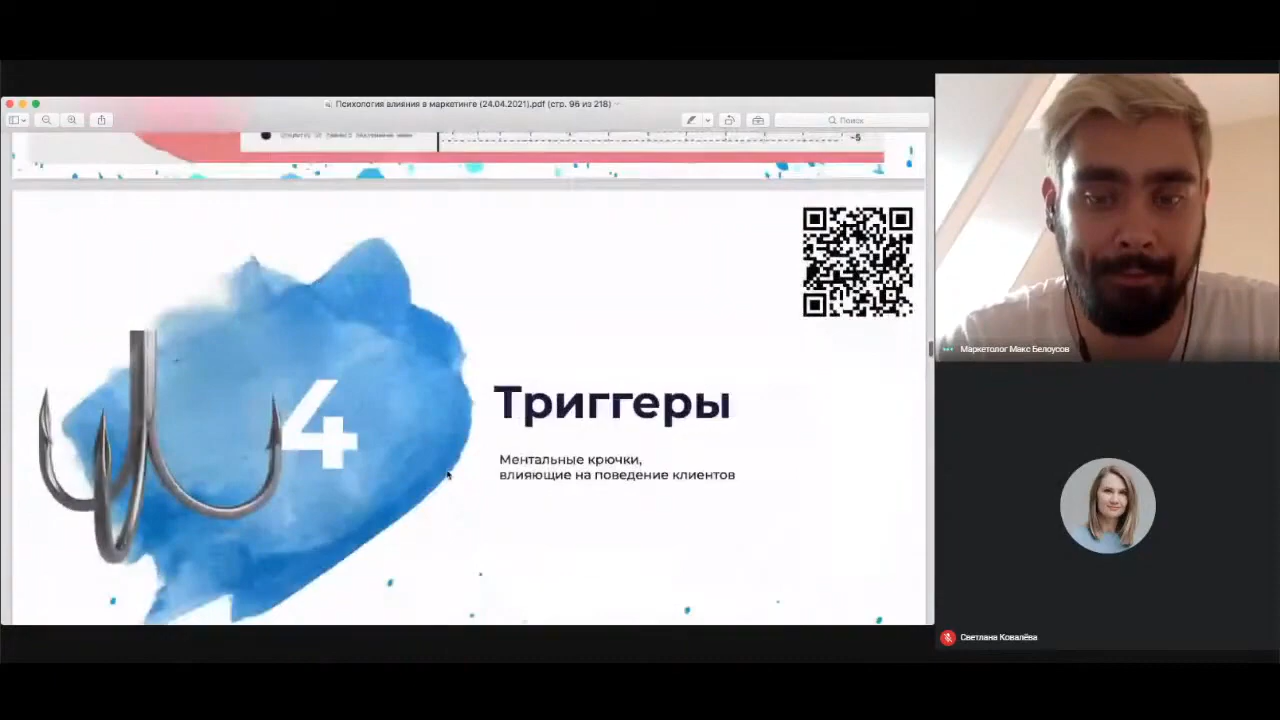 Психология влияния в маркетинге (24.04.2021).pdf (стр. 96 из 218)
Поиск
-5
4
Триггеры
Ментальные крючки,
влияющие на поведение клиентов
Маркетолог Макс Белоусов
Светлана Ковалёва